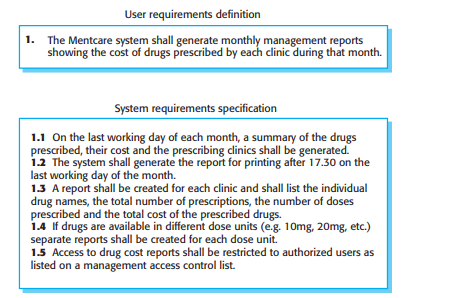 User requirements definition
1. The Mentcare system shall generate monthly management reports
showing the cost of drugs prescribed by each clinic during that month.
System requirements specification
1.1 On the last working day of each month, a summary of the drugs
prescribed, their cost and the prescribing clinics shall be generated.
1.2 The system shall generate the report for printing after 17.30 on the
last working day of the month.
1.3 A report shall be created for each clinic and shall list the individual
drug names, the total number of prescriptions, the number of doses
prescribed and the total cost of the prescribed drugs.
1.4 If drugs are available in different dose units (e.g. 10mg, 20mg, etc.)
separate reports shall be created for each dose unit.
1.5 Access to drug cost reports shall be restricted to authorized users as
listed on a management access control list.